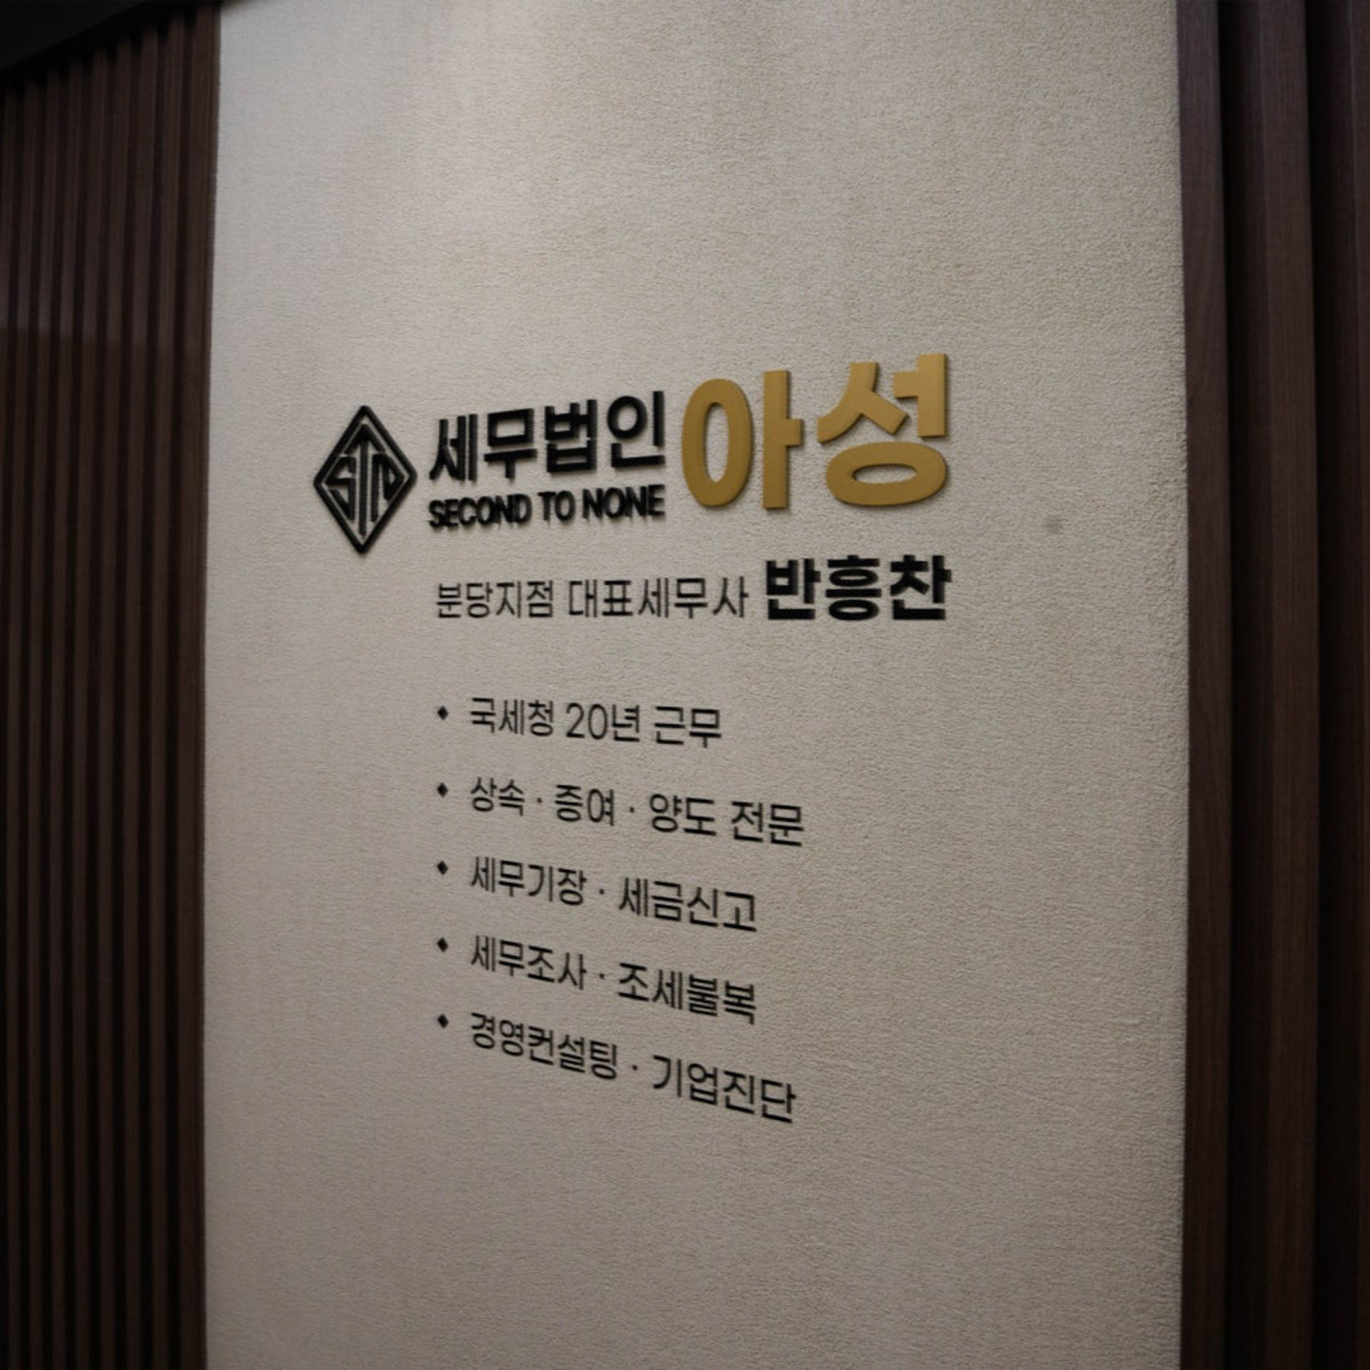 STN 세무법인 아성
SECOND TO NONE
분당지점 대표세무사 반흥찬
국세청 20년 근무
상속 · 증여 · 양도 전문
세무기장 · 세금신고
세무조사 · 조세불복
경영컨설팅 · 기업진단